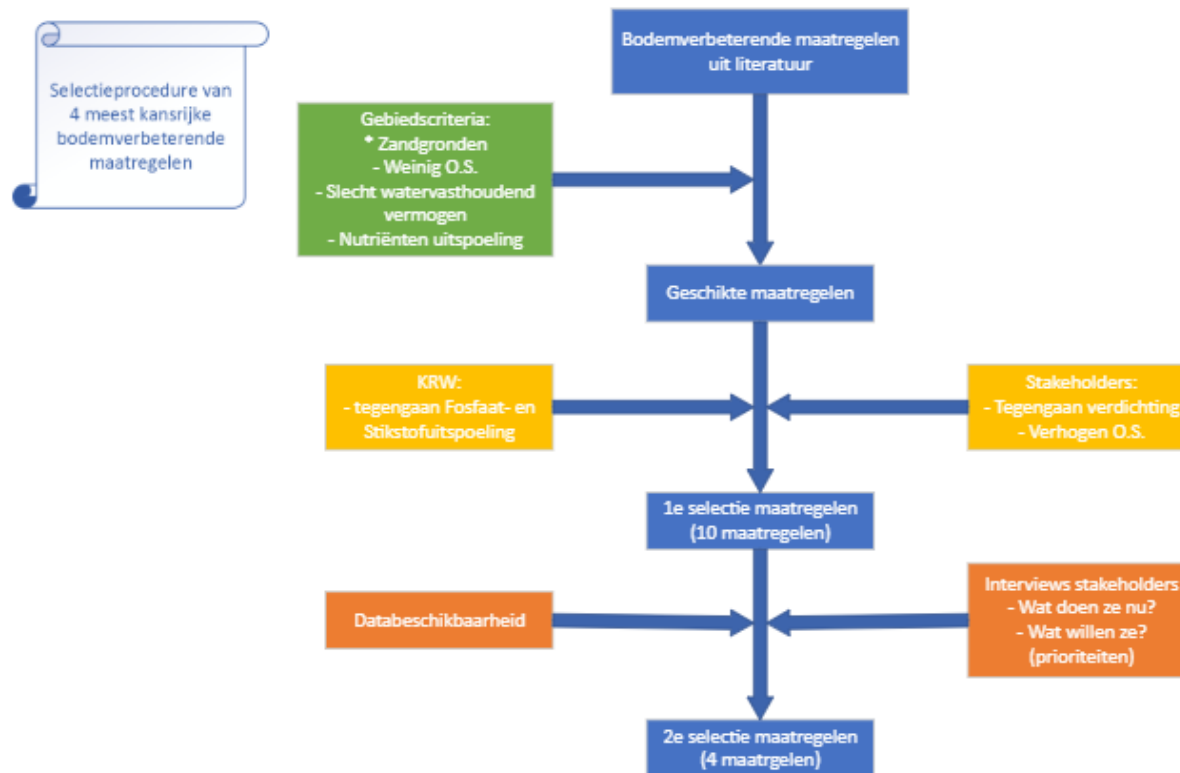 Selectieprocedure van
4 meest kansrijke
bodemverbeterende
maatregelen
Bodemverbeterende maatregelen
uit literatuur
Gebiedscriteria:
* Zandgronden
- Weinig O.S.
- Slecht watervasthoudend
vermogen
- Nutriënten uitspoeling
Geschikte maatregelen
KRW:
- tegengaan Fosfaat- en
Stikstofuitspoeling
Stakeholders:
- Tegengaan verdichting
- Verhogen O.S.
1e selectie maatregelen
(10 maatregelen)
Databeschikbaarheid
Interviews stakeholders
- Wat doen ze nu?
- Wat willen ze?
(prioriteiten)
2e selectie maatregelen
(4 maatrgelen)